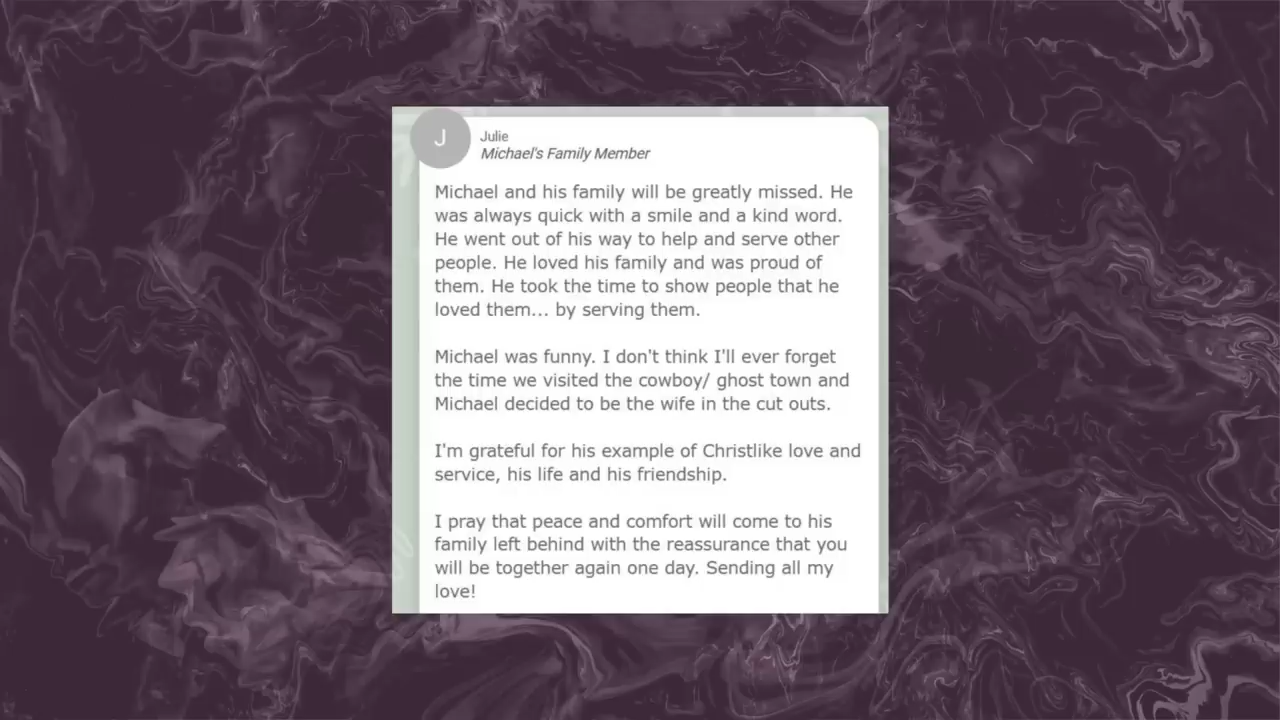 J
Julie
Michael's Family Member
Michael and his family will be greatly missed. He
was always quick with a smile and a kind word.
He went out of his way to help and serve other
people. He loved his family and was proud of
them. He took the time to show people that he
loved them... by serving them.
Michael was funny. I don't think I'll ever forget
the time we visited the cowboy/ ghost town and
Michael decided to be the wife in the cut outs.
I'm grateful for his example of Christlike love and
service, his life and his friendship.
I pray that peace and comfort will come to his
family left behind with the reassurance that you
will be together again one day. Sending all my
love!